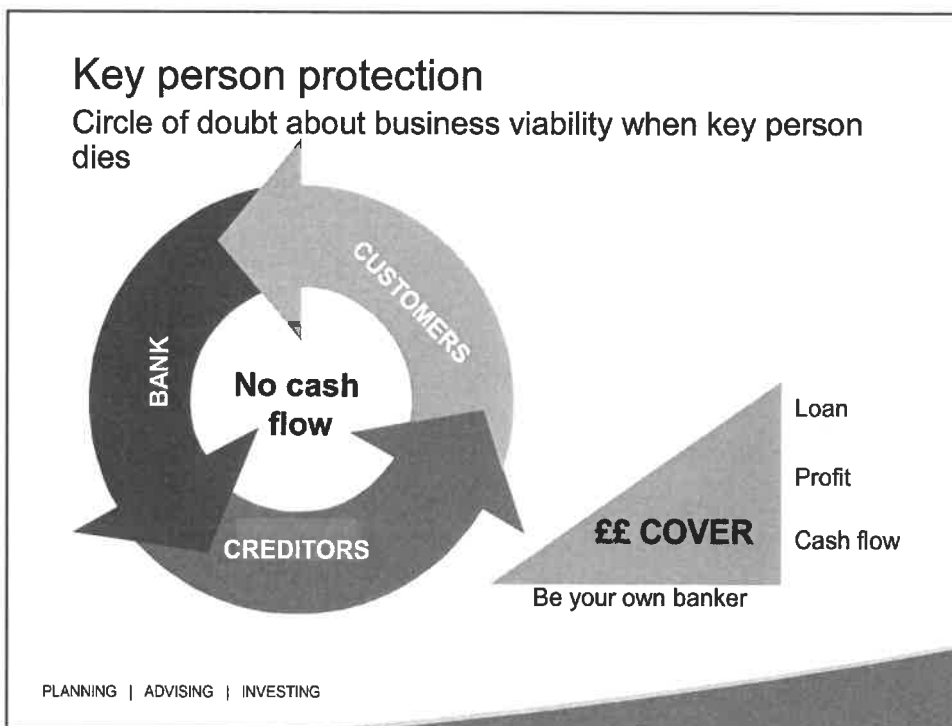 Key person protection
Circle of doubt about business viability when key person
dies
CUSTOMERS
BANK
No cash
flow
CREDITORS
Loan
Profit
££ COVER
Cash flow
Be your own banker
PLANNING | ADVISING | INVESTING